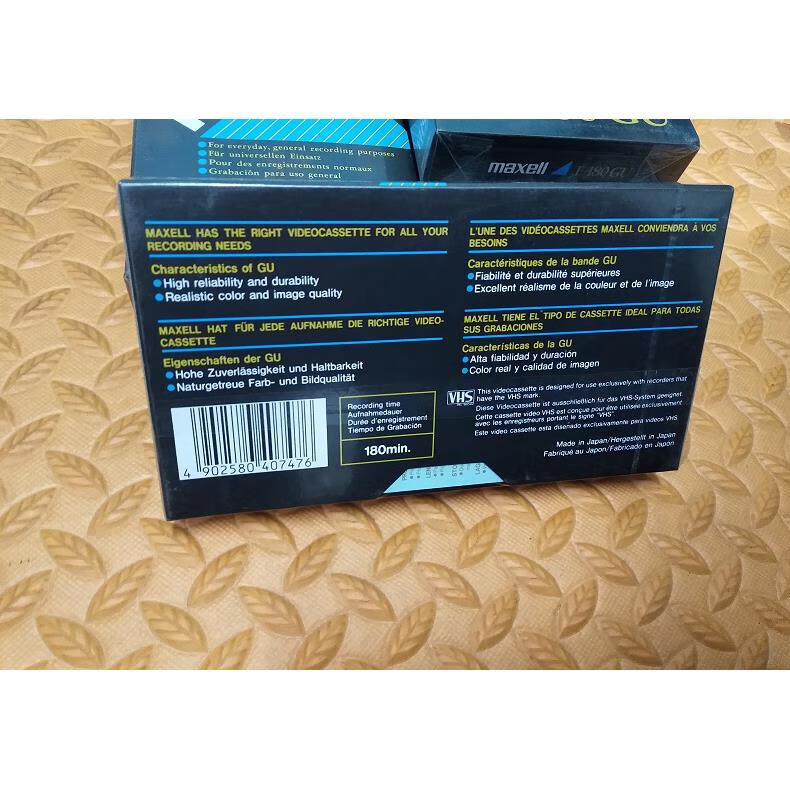 GU
For everyday, general recording purposes
Für universellen Einsatz
Pour des enregistrements normaux
Grabación para uso general
maxell E-180GU
MAXELL HAS THE RIGHT VIDEOCASSETTE FOR ALL YOUR
RECORDING NEEDS
Characteristics of GU
High reliability and durability
Realistic color and image quality
MAXELL HAT FÜR JEDE AUFNAHME DIE RICHTIGE VIDEO-
CASSETTE
Eigenschaften der GU
Hohe Zuverlässigkeit und Haltbarkeit
Naturgetreue Farb- und Bildqualität
L'UNE DES VIDÉOCASSETTES MAXELL CONVIENDRA À VOS
BESOINS
Caractéristiques de la bande GU
Fiabilité et durabilité supérieures
Excellent réalisme de la couleur et de l'image
MAXELL TIENE EL TIPO DE CASSETTE IDEAL PARA TODAS
SUS GRABACIONES
Características de la GU
Alta fiabilidad y duración
Color real y calidad de imagen
4 902580 407476
Recording time
Aufnahmedauer
Durée d'enregistrement
Tiempo de Grabación
180min.
VHS
This videocassette is designed for use exclusively with recorders that
have the VHS mark.
Diese Videocassette ist ausschließlich für das VHS-System geeignet.
Cette cassette video VHS est conçue pour être utilisée exclusivement
avec les enregistreurs portant le signe "VHS".
Este video cassette esta diseñado exclusivamente para videos VHS.
Made in Japan/Hergestellt in Japan
Fabriqué au Japon/Fabricado en Japon